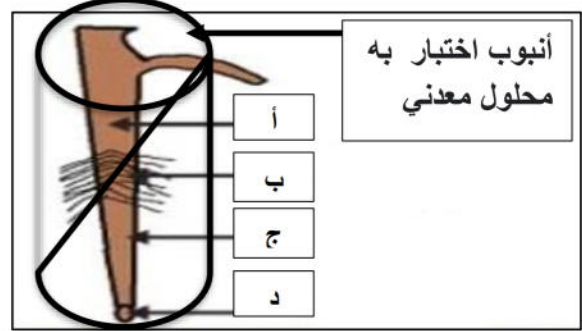 أنبوب اختبار به
محلول معدني
أ
ب
ج
د